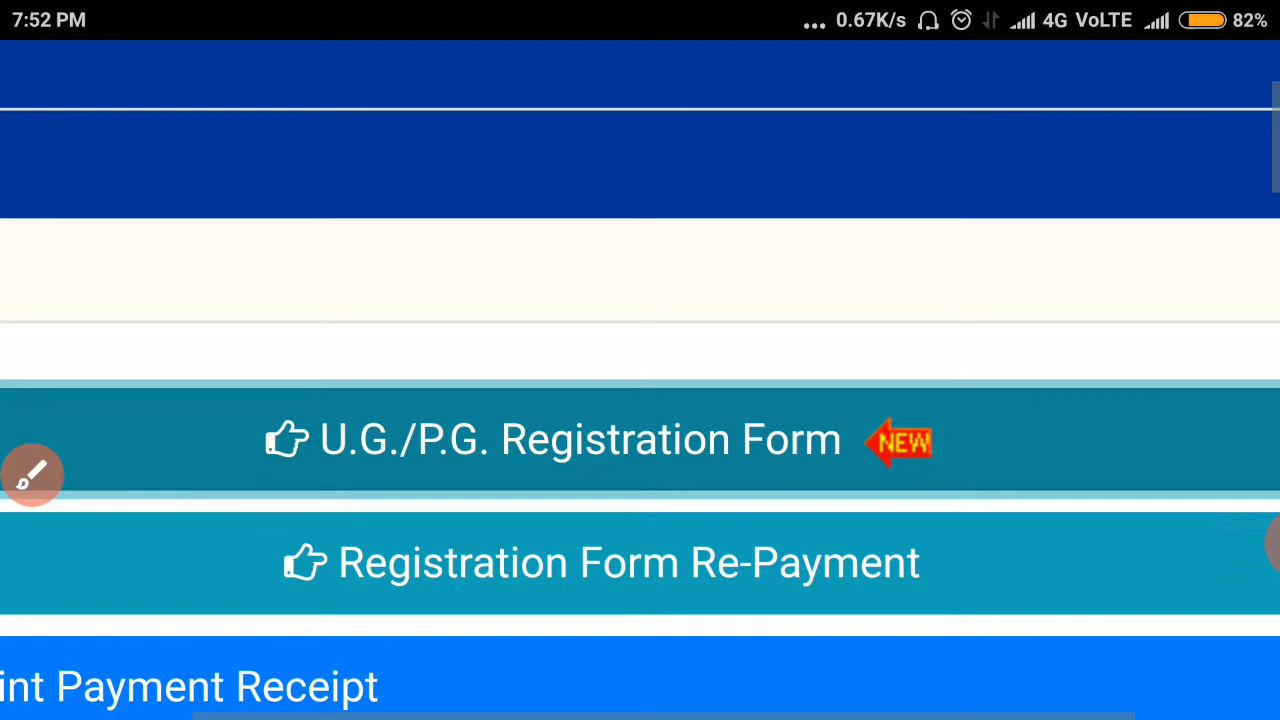 7:52 PM ... 0.67K/s 4G VoLTE 82%
U.G./P.G. Registration Form NEW
Registration Form Re-Payment
int Payment Receipt